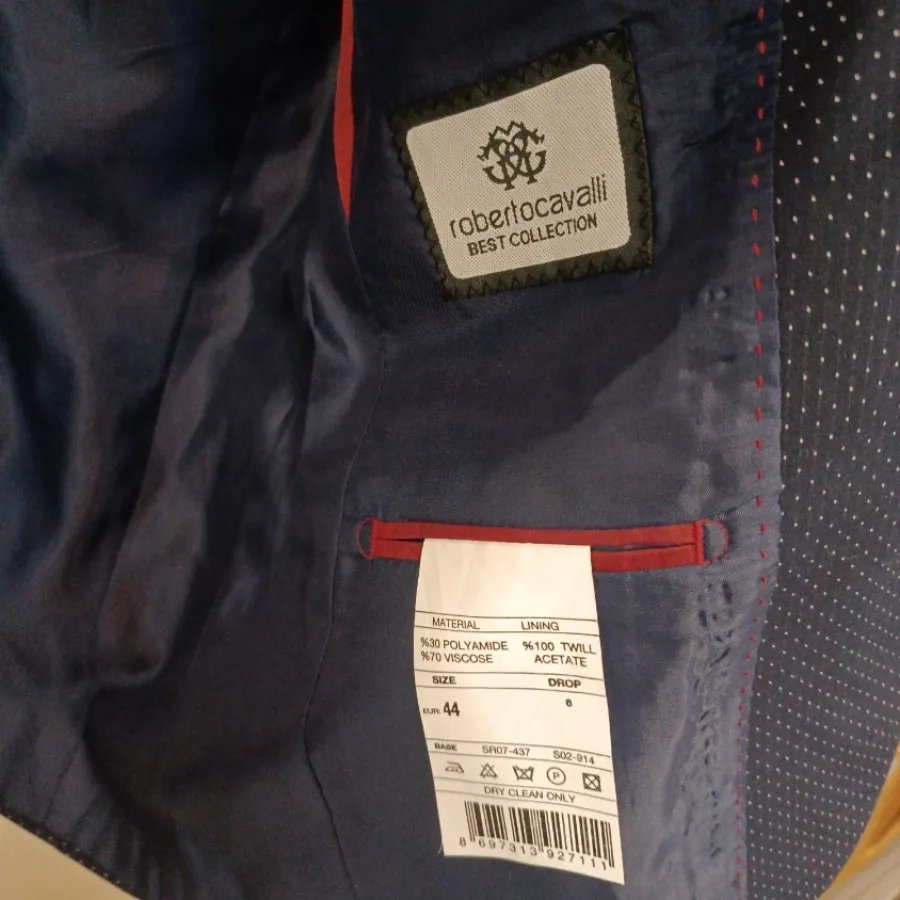 robertocavalli
BEST COLLECTION
MATERIAL LINING
%30 POLYAMIDE %100 TWILL
%70 VISCOSE ACETATE
SIZE DROP
EUR: 44 6
BASE SR07-437 S02-914
P
DRY CLEAN ONLY
8 697313 927111